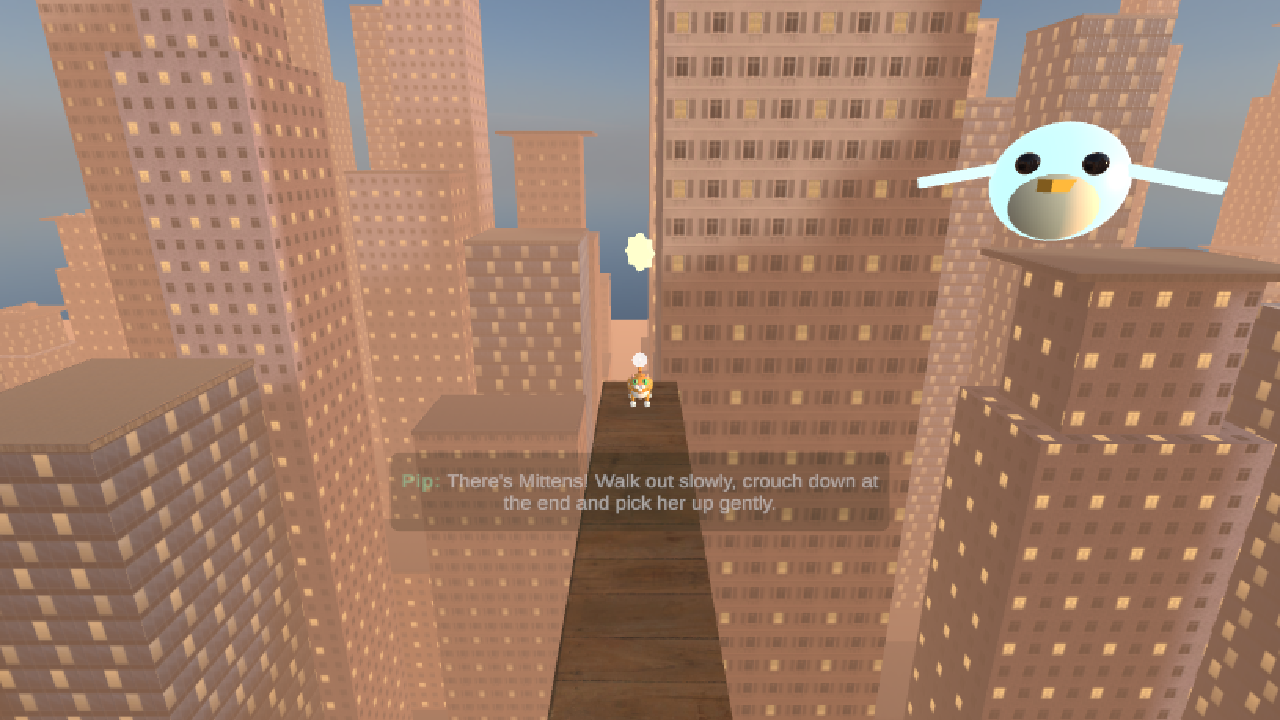 Pip: There's Mittens! Walk out slowly, crouch down at
the end and pick her up gently.